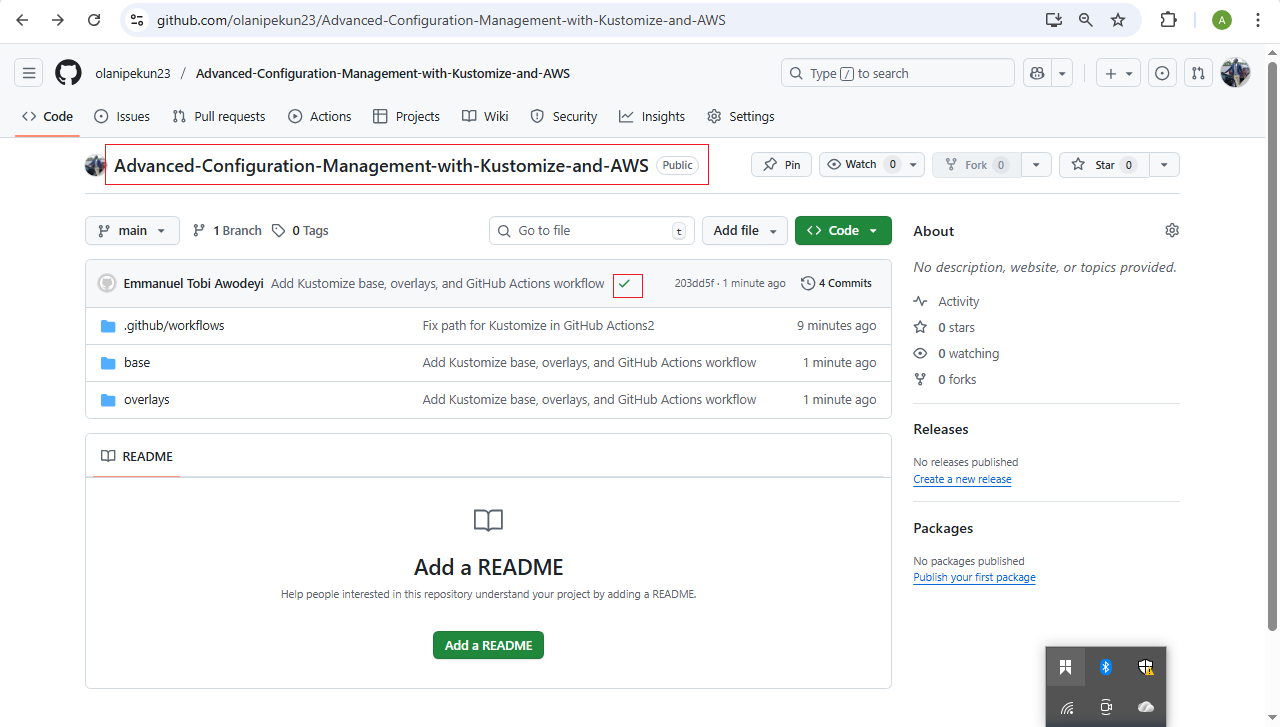 github.com/olanipekun23/Advanced-Configuration-Management-with-Kustomize-and-AWS
A
olanipekun23 / Advanced-Configuration-Management-with-Kustomize-and-AWS
Type / to search
Code Issues Pull requests Actions Projects Wiki Security Insights Settings
Advanced-Configuration-Management-with-Kustomize-and-AWS Public
Pin Watch 0 Fork 0 Star 0
main 1 Branch 0 Tags Go to file t Add file Code
About
No description, website, or topics provided.
Emmanuel Tobi Awodeyi Add Kustomize base, overlays, and GitHub Actions workflow 203dd5f · 1 minute ago 4 Commits
.github/workflows Fix path for Kustomize in GitHub Actions2 9 minutes ago
base Add Kustomize base, overlays, and GitHub Actions workflow 1 minute ago
overlays Add Kustomize base, overlays, and GitHub Actions workflow 1 minute ago
Activity
0 stars
0 watching
0 forks
README
Add a README
Help people interested in this repository understand your project by adding a README.
Add a README
Releases
No releases published
Create a new release
Packages
No packages published
Publish your first package